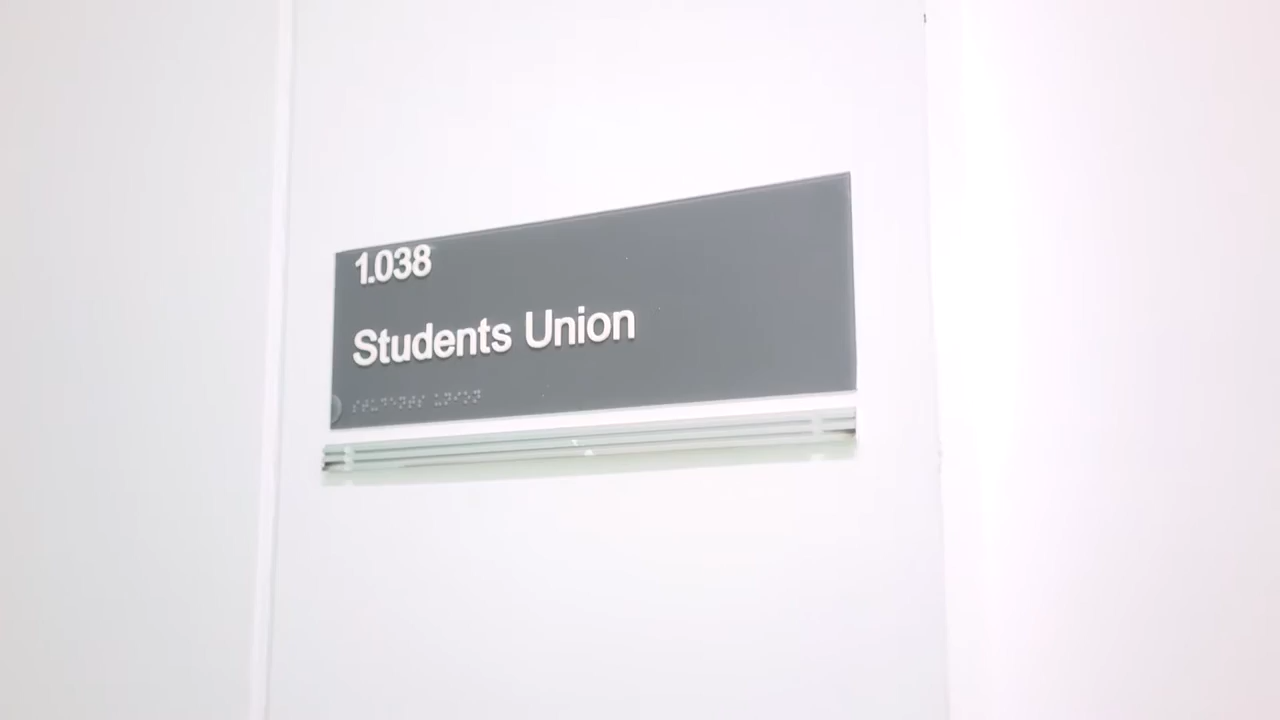 1.038
Students Union
⠎⠞⠥⠙⠑⠝⠞⠎ ⠥⠝⠊⠕⠝